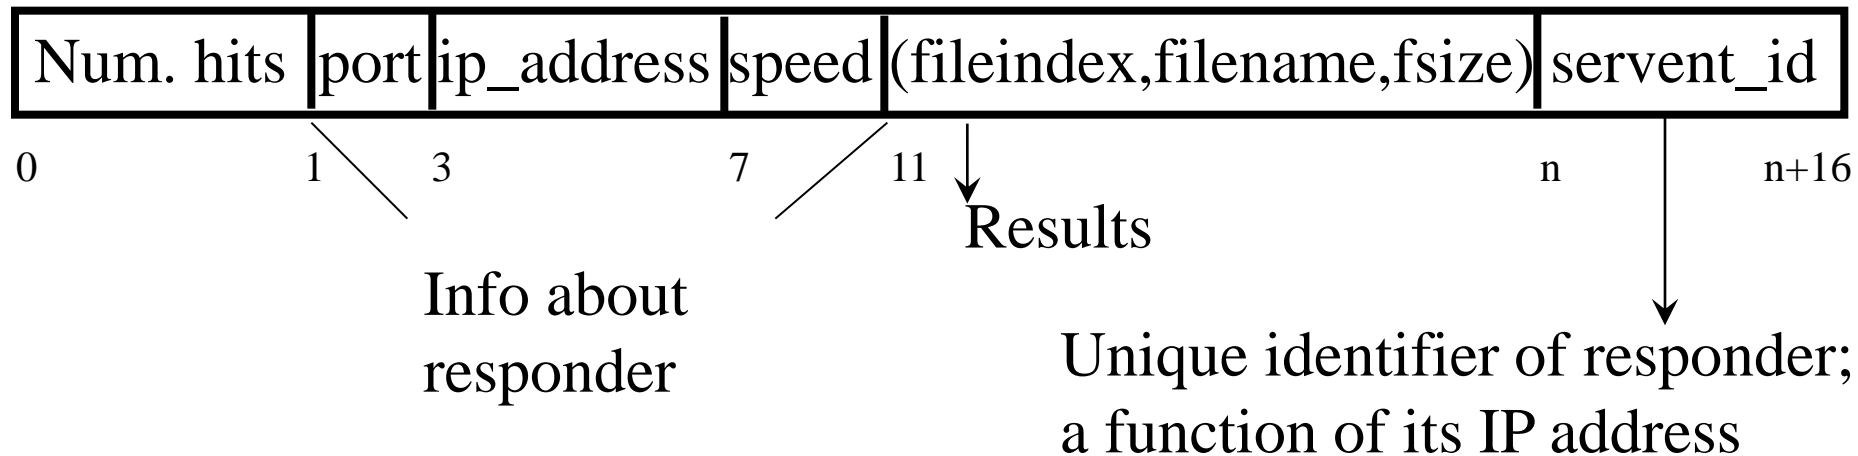 Num. hits port ip_address speed (fileindex,filename,fsize) servent_id
0 1 3 7 11 n n+16
Results
Info about
responder
Unique identifier of responder;
a function of its IP address